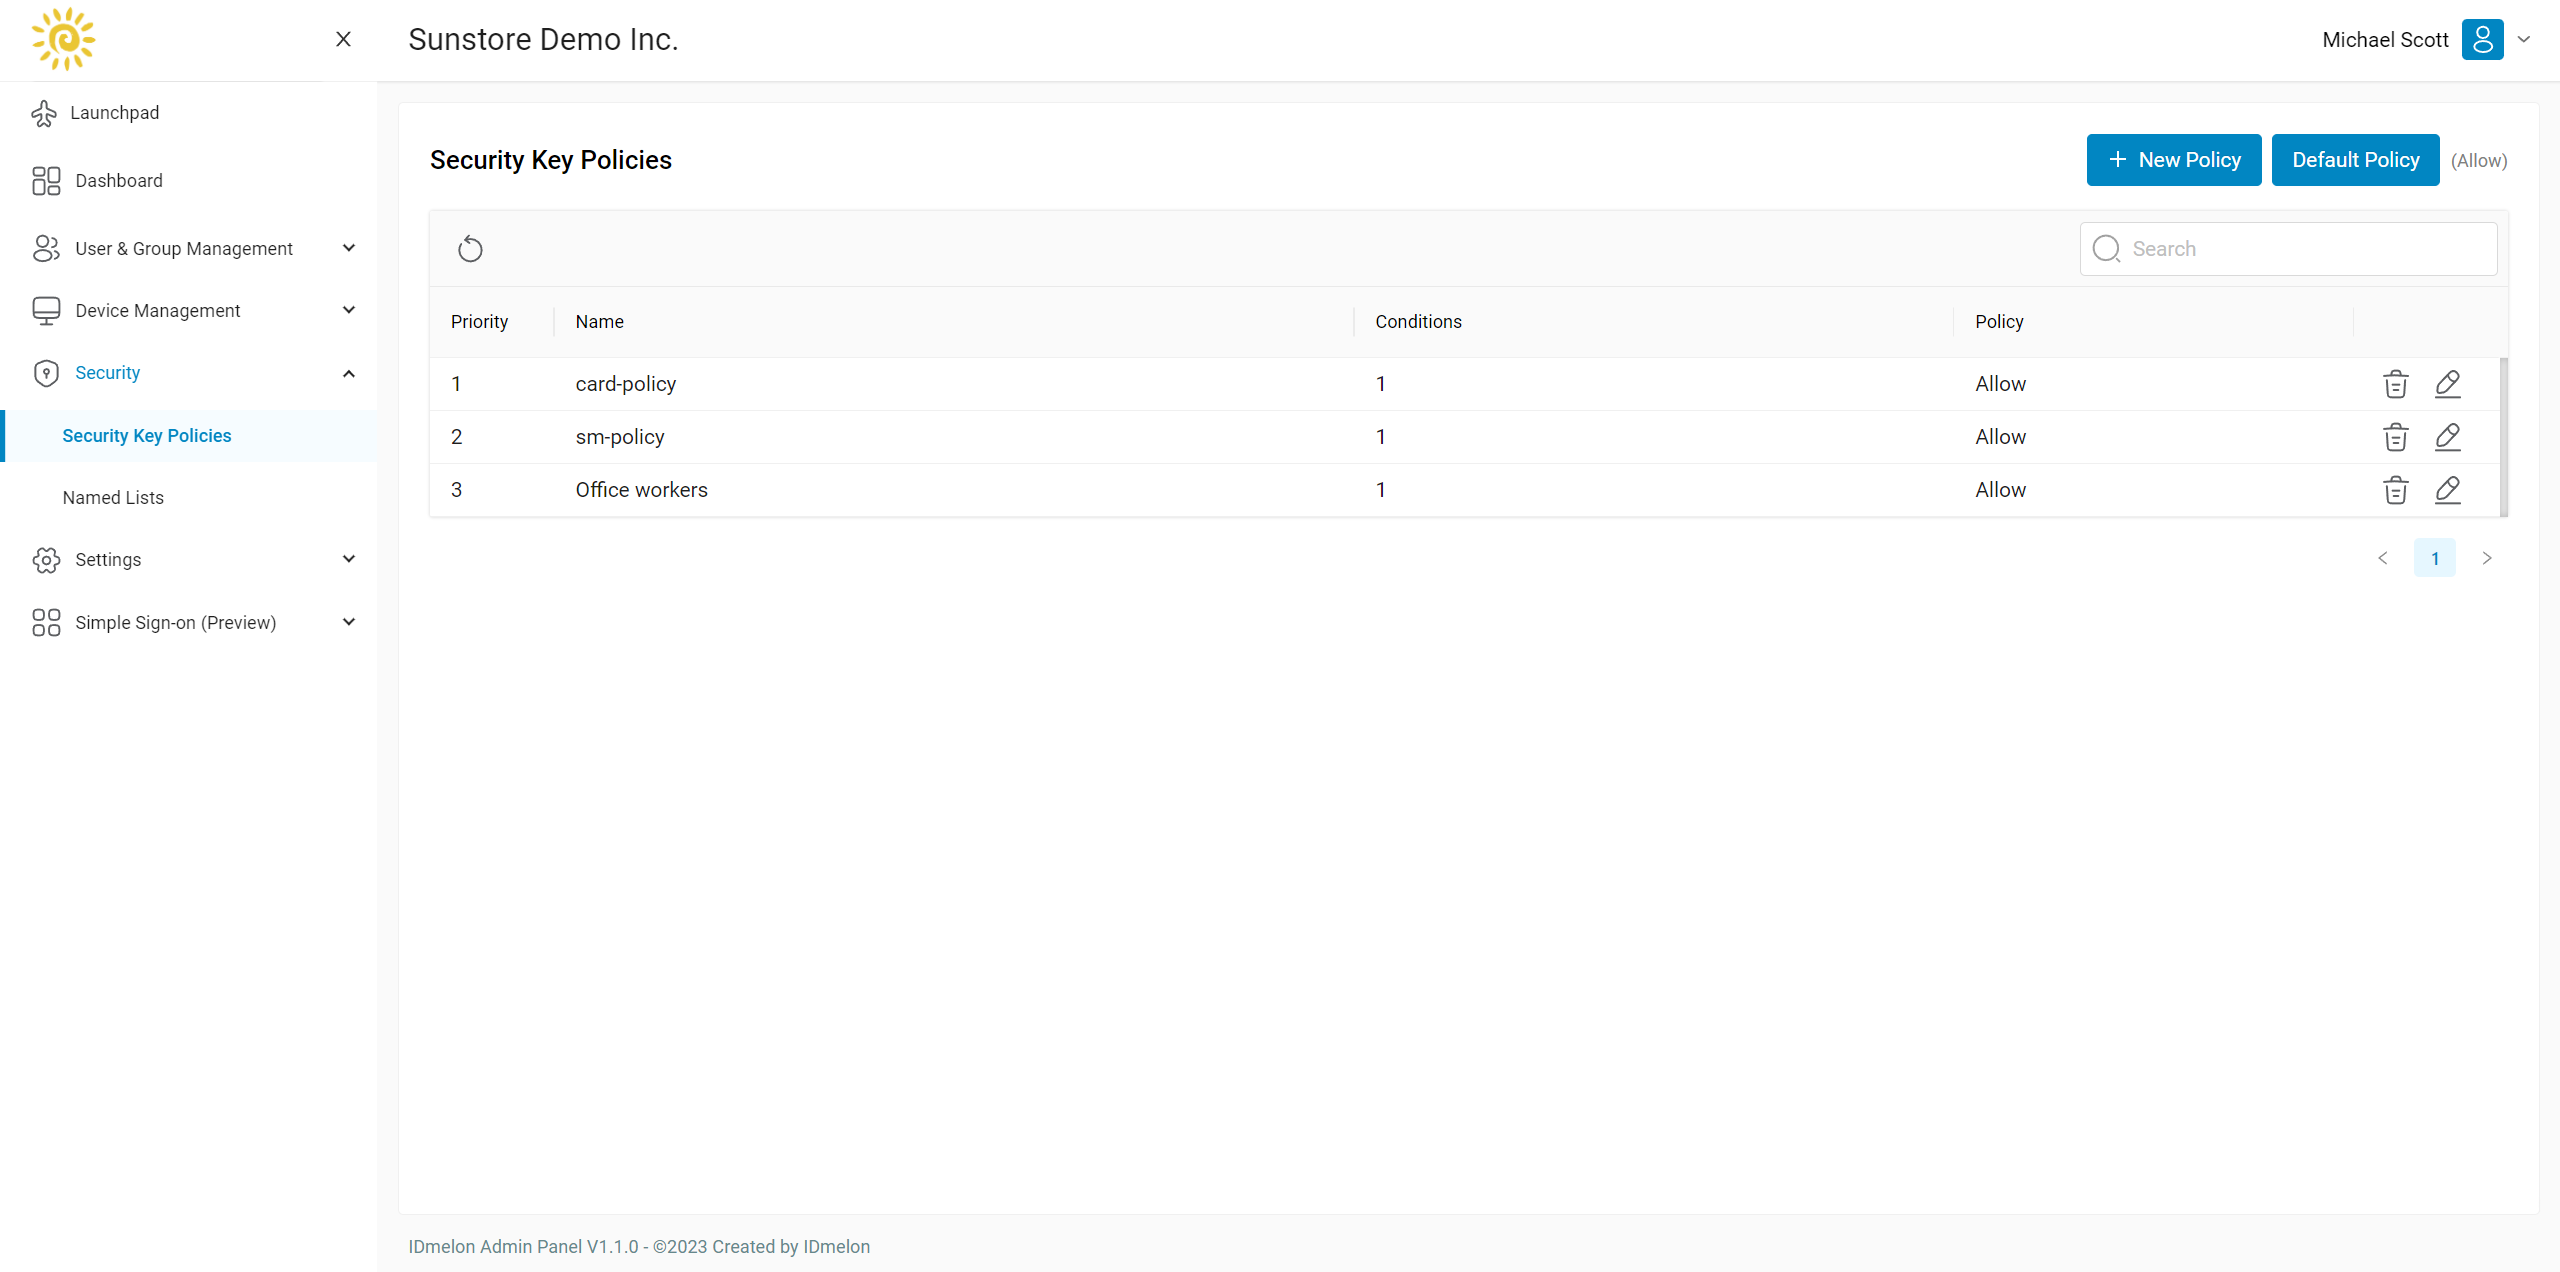 Sunstore Demo Inc.
Michael Scott
Launchpad
Dashboard
User & Group Management
Device Management
Security
Security Key Policies
Named Lists
Settings
Simple Sign-on (Preview)
Security Key Policies
New Policy
Default Policy
(Allow)
Search
Priority Name Conditions Policy
1 card-policy 1 Allow
2 sm-policy 1 Allow
3 Office workers 1 Allow
< 1 >
IDmelon Admin Panel V1.1.0 - ©2023 Created by IDmelon